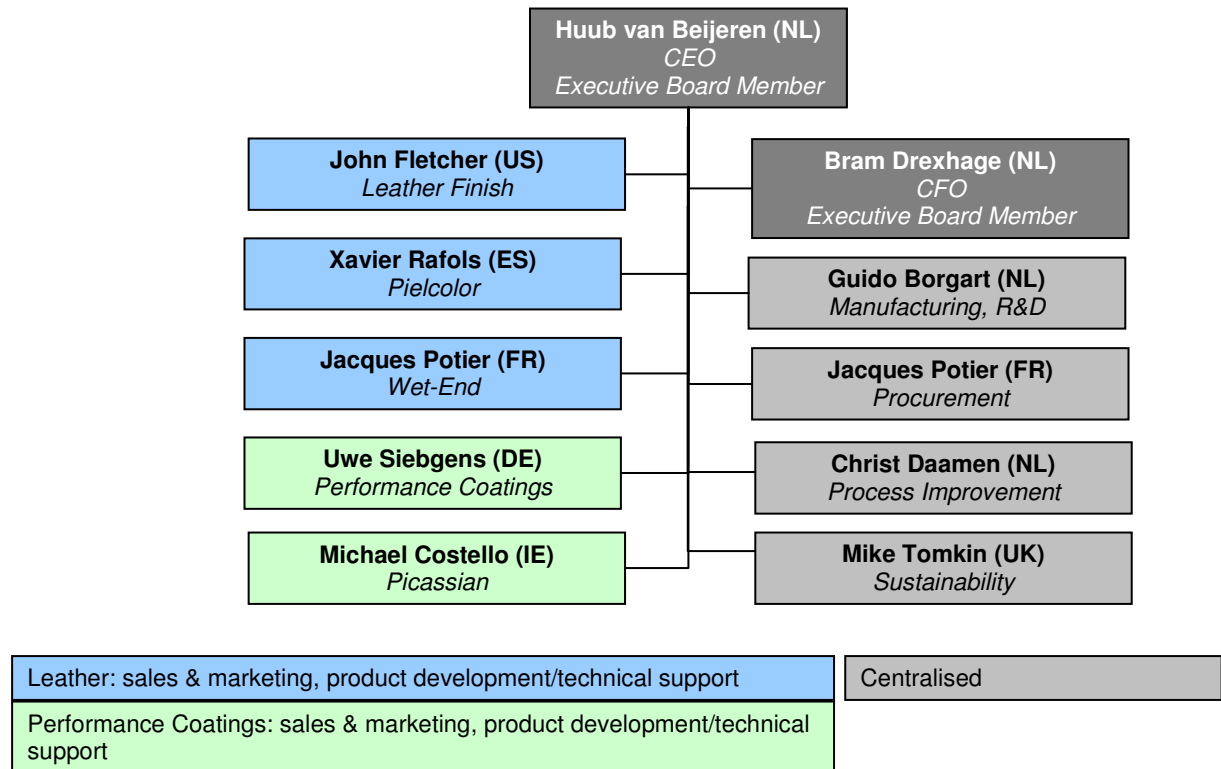 Huub van Beijeren (NL)
CEO
Executive Board Member
John Fletcher (US)
Leather Finish
Bram Drexhage (NL)
CFO
Executive Board Member
Xavier Rafols (ES)
Pielcolor
Guido Borgart (NL)
Manufacturing, R&D
Jacques Potier (FR)
Wet-End
Jacques Potier (FR)
Procurement
Uwe Siebgens (DE)
Performance Coatings
Christ Daamen (NL)
Process Improvement
Michael Costello (IE)
Picassian
Mike Tomkin (UK)
Sustainability
Leather: sales & marketing, product development/technical support
Centralised
Performance Coatings: sales & marketing, product development/technical
support